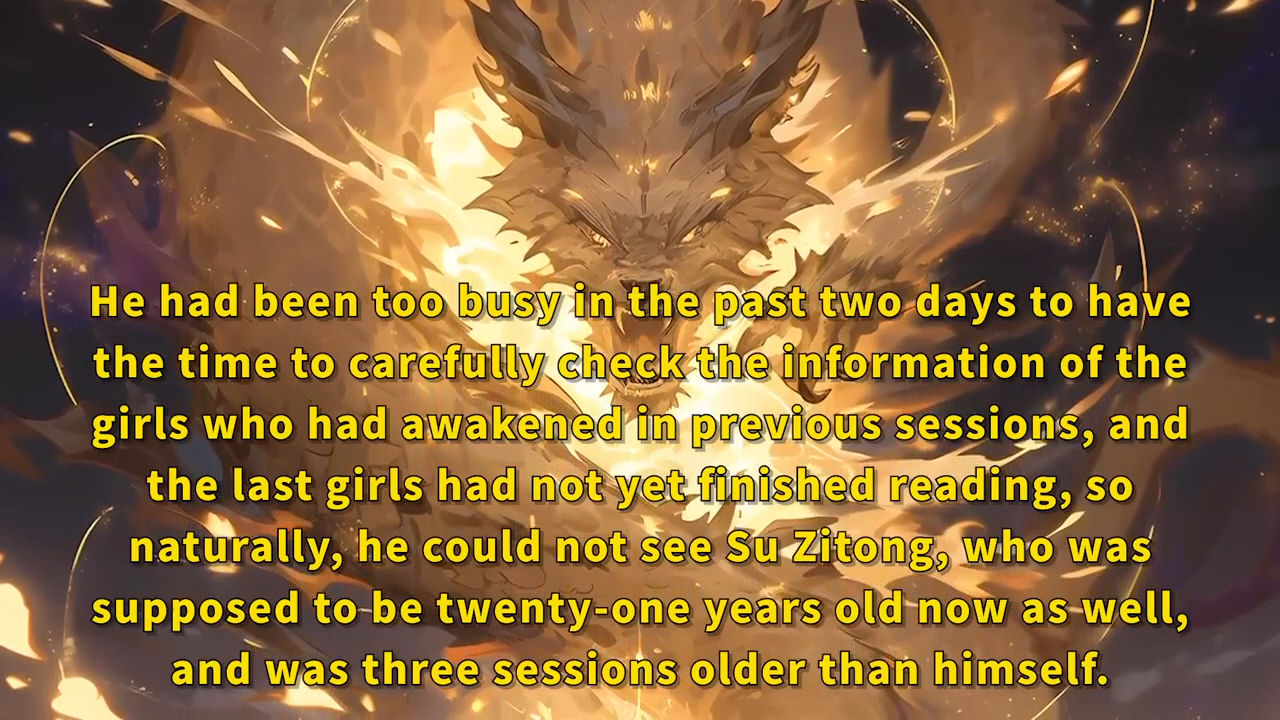 He had been too busy in the past two days to have
the time to carefully check the information of the
girls who had awakened in previous sessions, and
the last girls had not yet finished reading, so
naturally, he could not see Su Zitong, who was
supposed to be twenty-one years old now as well,
and was three sessions older than himself.